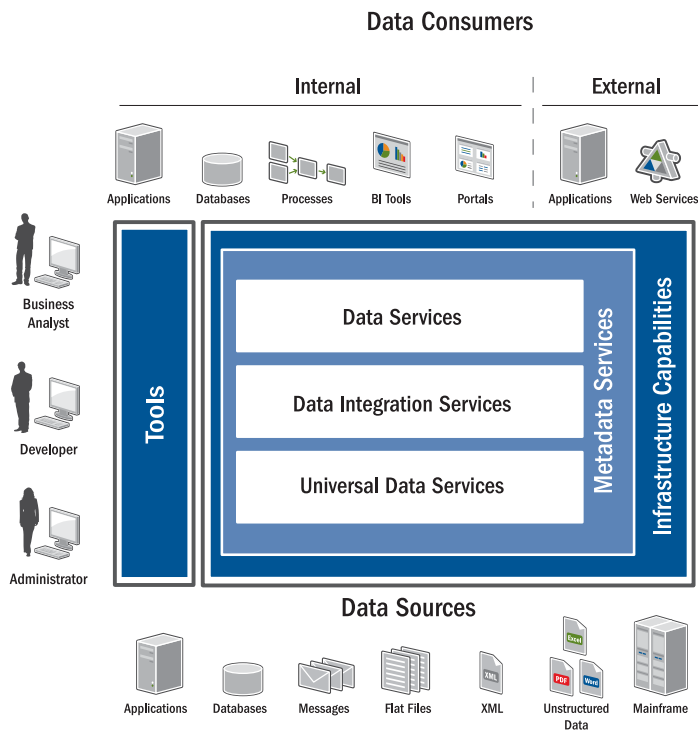 Data Consumers
Internal
External
Applications
Databases
Processes
BI Tools
Portals
Applications
Web Services
Business
Analyst
Developer
Administrator
Tools
Data Services
Data Integration Services
Universal Data Services
Metadata Services
Infrastructure Capabilities
Data Sources
Excel
XML
PDF
Word
Applications
Databases
Messages
Flat Files
XML
Unstructured
Data
Mainframe